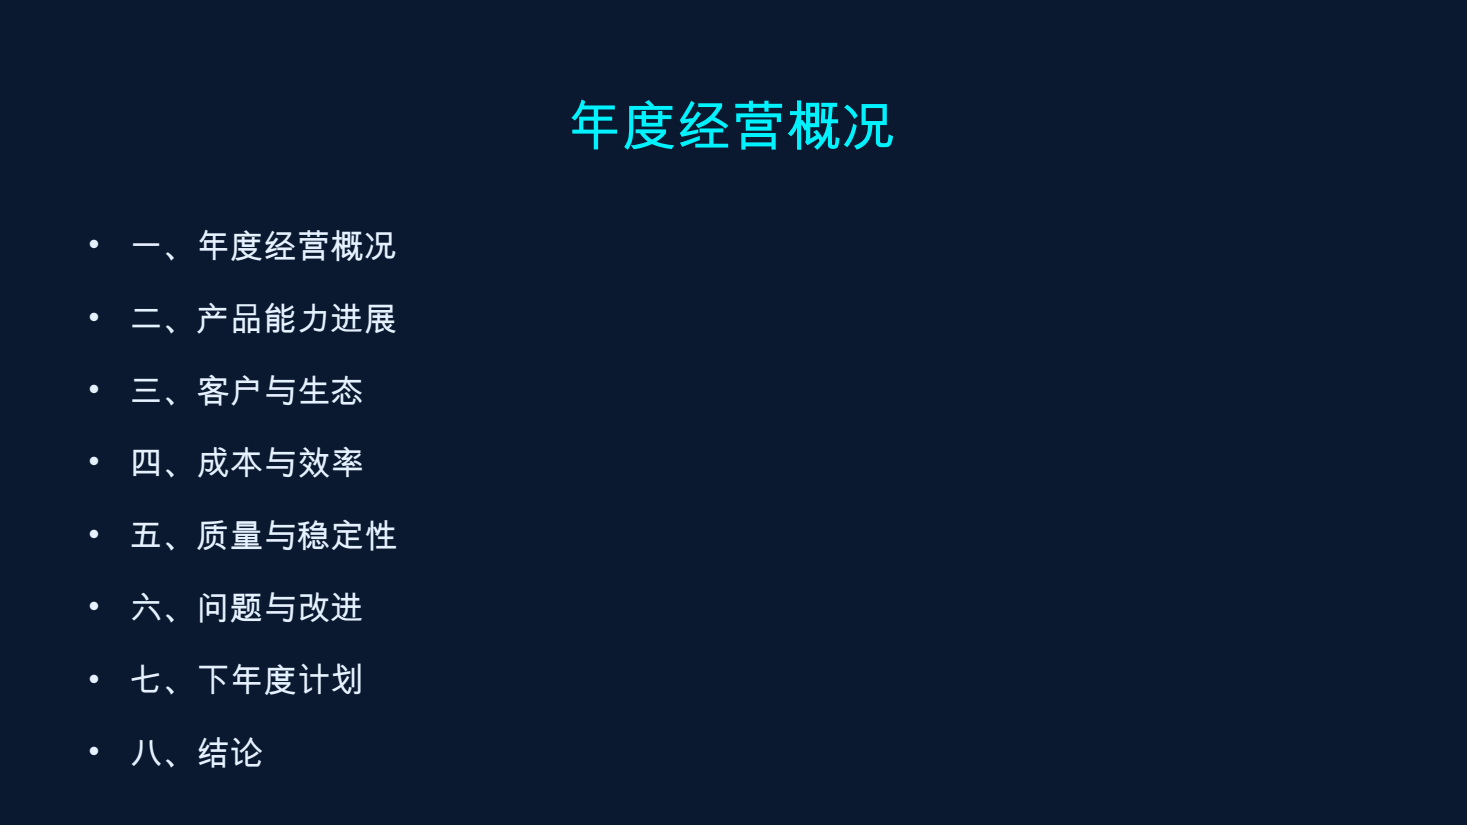 年度经营概况
• 一、年度经营概况
• 二、产品能力进展
• 三、客户与生态
• 四、成本与效率
• 五、质量与稳定性
• 六、问题与改进
• 七、下年度计划
• 八、结论